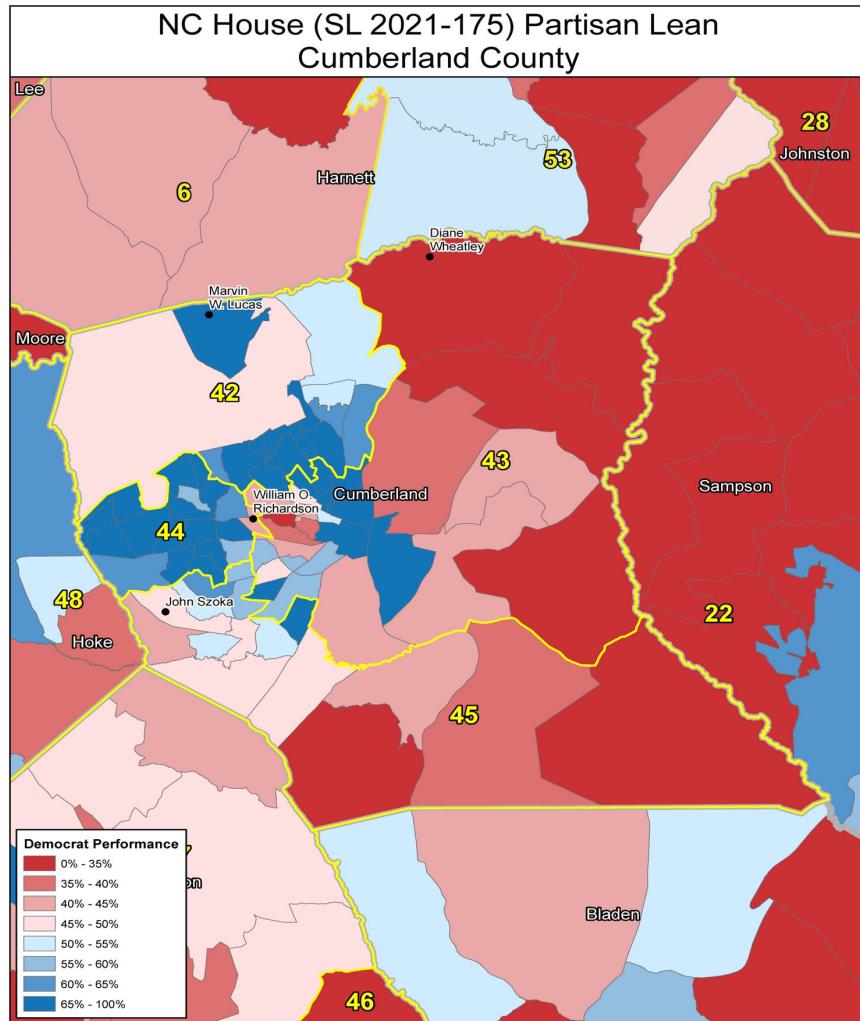 NC House (SL 2021-175) Partisan Lean
Cumberland County
Lee
28
Johnston
53
6
Harnett
Diane
Wheatley
Marvin
W. Lucas
Moore
42
43
Sampson
William O.
Richardson
Cumberland
44
48
John Szoka
22
Hoke
45
Democrat Performance
0% - 35%
35% - 40%
40% - 45%
45% - 50%
50% - 55%
55% - 60%
60% - 65%
65% - 100%
on
Bladen
46